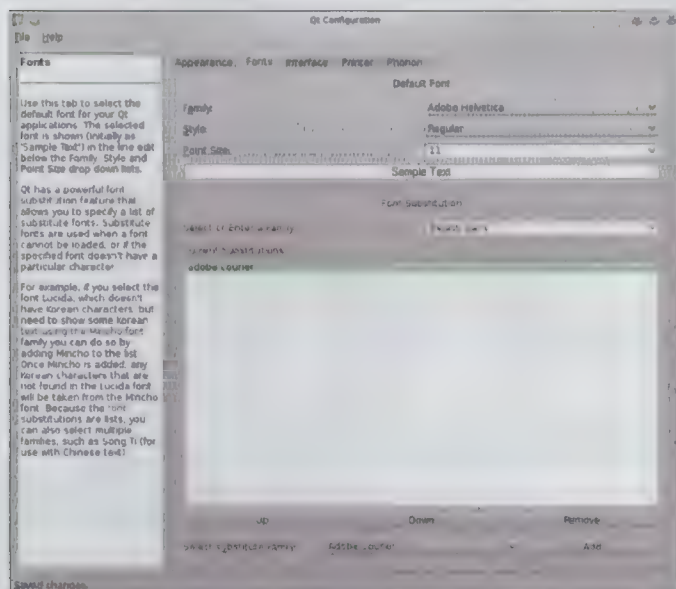 Qt Configuration
File Help
Fonts
Use this tab to select the
default font for your Qt
applications. The selected
font is shown (initially as
'Sample Text') in the line edit
below the Family, Style and
Point Size drop down lists.
Qt has a powerful font
substitution feature that
allows you to specify a list of
substitute fonts. Substitute
fonts are used when a font
cannot be loaded, or if the
specified font doesn't have a
particular character
For example, if you select the
font Lucida, which doesn't
have Korean characters, but
need to show some Korean
text using the Mincho font
family you can do so by
adding Mincho to the list
Once Mincho is added, any
Korean characters that are
not found in the Lucida font
will be taken from the Mincho
font. Because the font
substitutions are lists, you
can also select multiple
families, such as Song Ti (for
use with Chinese text)
Appearance Fonts Interface Printer Phonon
Default Font
Family: Adobe Helvetica
Style: Regular
Point Size: 11
Sample Text
Font Substitution
Select or Enter a Family
Current Substitutions
adobe courier
Up Down Remove
Select substitute Family: Adobe Courier Add
Saved changes.